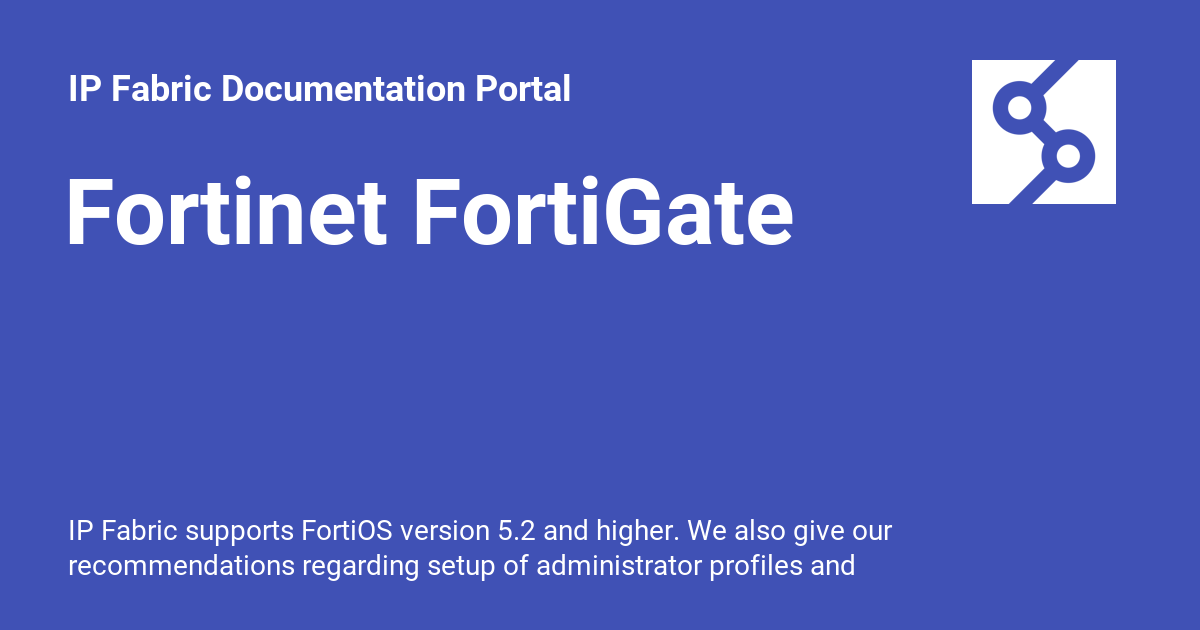 IP Fabric Documentation Portal
Fortinet FortiGate
IP Fabric supports FortiOS version 5.2 and higher. We also give our
recommendations regarding setup of administrator profiles and